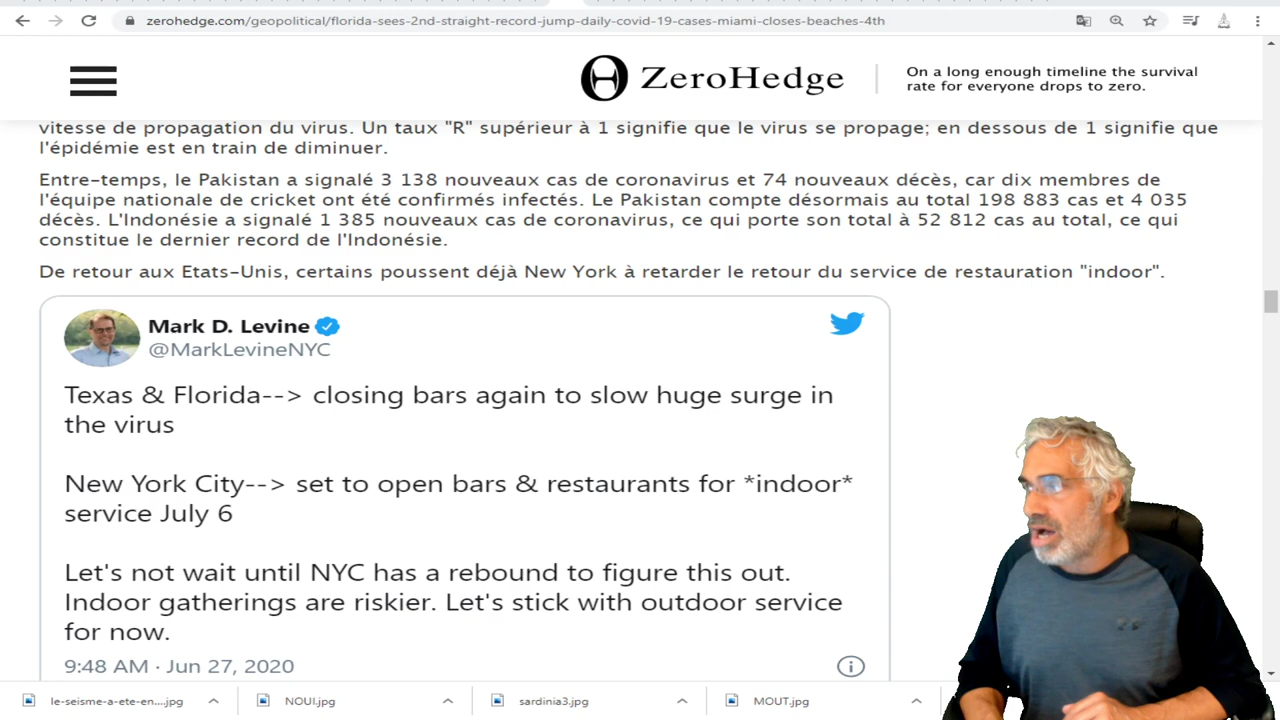 zerohedge.com/geopolitical/florida-sees-2nd-straight-record-jump-daily-covid-19-cases-miami-closes-beaches-4th
ZeroHedge
On a long enough timeline the survival
rate for everyone drops to zero.
vitesse de propagation du virus. Un taux "R" supérieur à 1 signifie que le virus se propage; en dessous de 1 signifie que
l'épidémie est en train de diminuer.
Entre-temps, le Pakistan a signalé 3 138 nouveaux cas de coronavirus et 74 nouveaux décès, car dix membres de
l'équipe nationale de cricket ont été confirmés infectés. Le Pakistan compte désormais au total 198 883 cas et 4 035
décès. L'Indonésie a signalé 1 385 nouveaux cas de coronavirus, ce qui porte son total à 52 812 cas au total, ce qui
constitue le dernier record de l'Indonésie.
De retour aux Etats-Unis, certains poussent déjà New York à retarder le retour du service de restauration "indoor".
Mark D. Levine
@MarkLevineNYC
Texas & Florida--> closing bars again to slow huge surge in
the virus
New York City--> set to open bars & restaurants for *indoor*
service July 6
Let's not wait until NYC has a rebound to figure this out.
Indoor gatherings are riskier. Let's stick with outdoor service
for now.
9:48 AM · Jun 27, 2020
le-seisme-a-ete-en....jpg
NOUI.jpg
sardinia3.jpg
MOUT.jpg